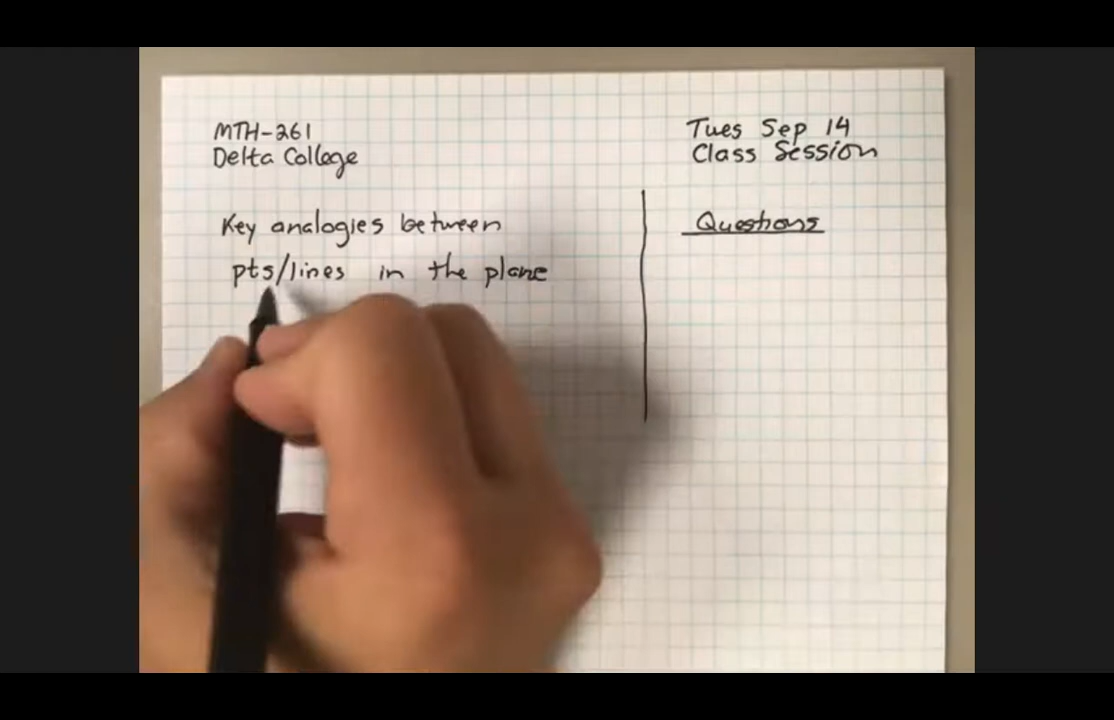 MTH-261
Delta College
Tues Sep 14
Class Session
Key analogies between
pts/lines in the plane
Questions